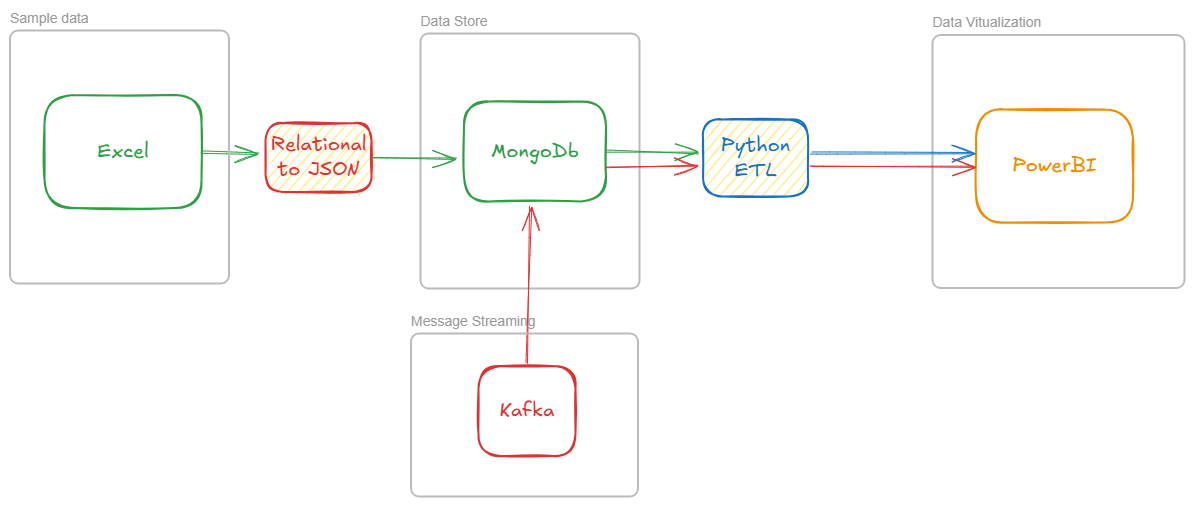 Sample data
Data Store
Data Vitualization
Excel
Relational
to JSON
MongoDb
Python
ETL
PowerBI
Message Streaming
Kafka